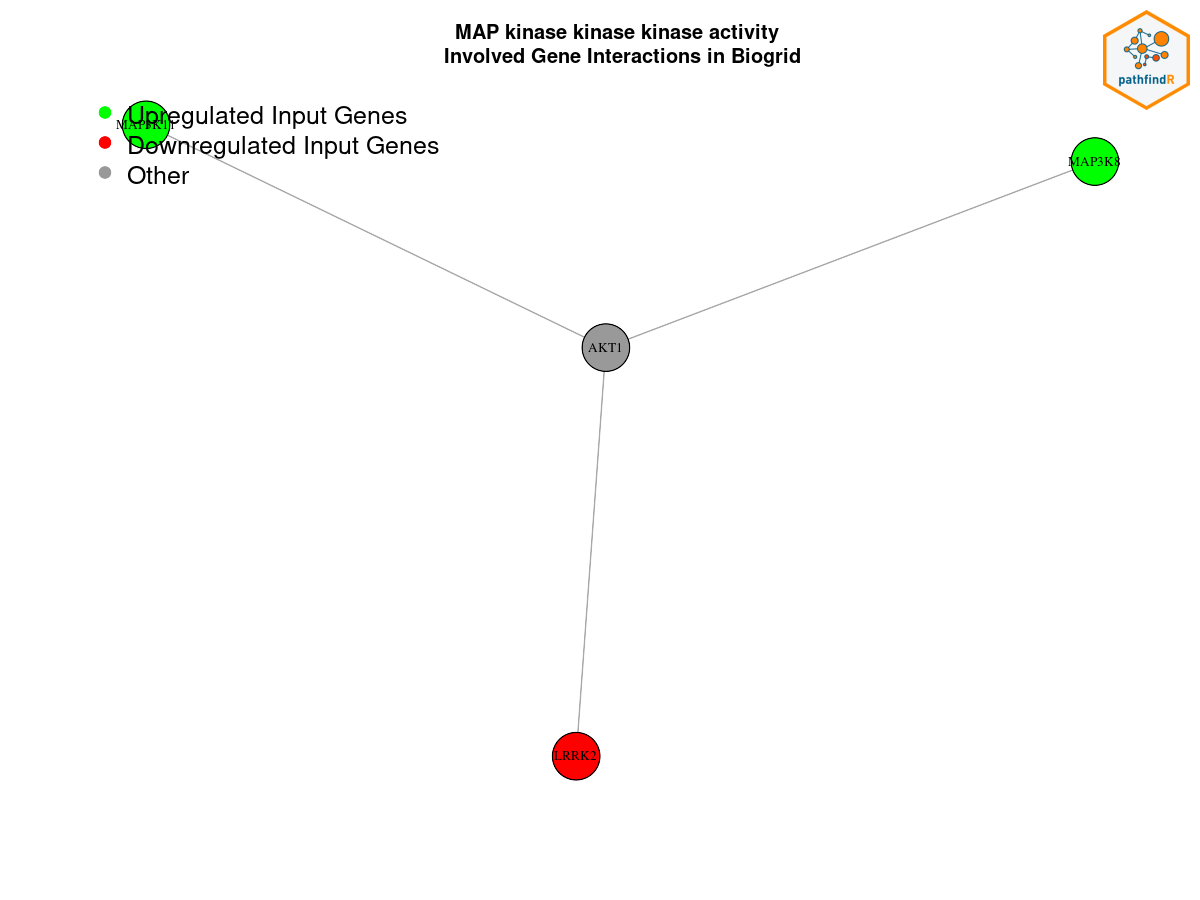 MAP kinase kinase kinase activity
Involved Gene Interactions in Biogrid
pathfindR
Upregulated Input Genes
MAP3K11
Downregulated Input Genes
Other
MAP3K8
AKT1
LRRK2